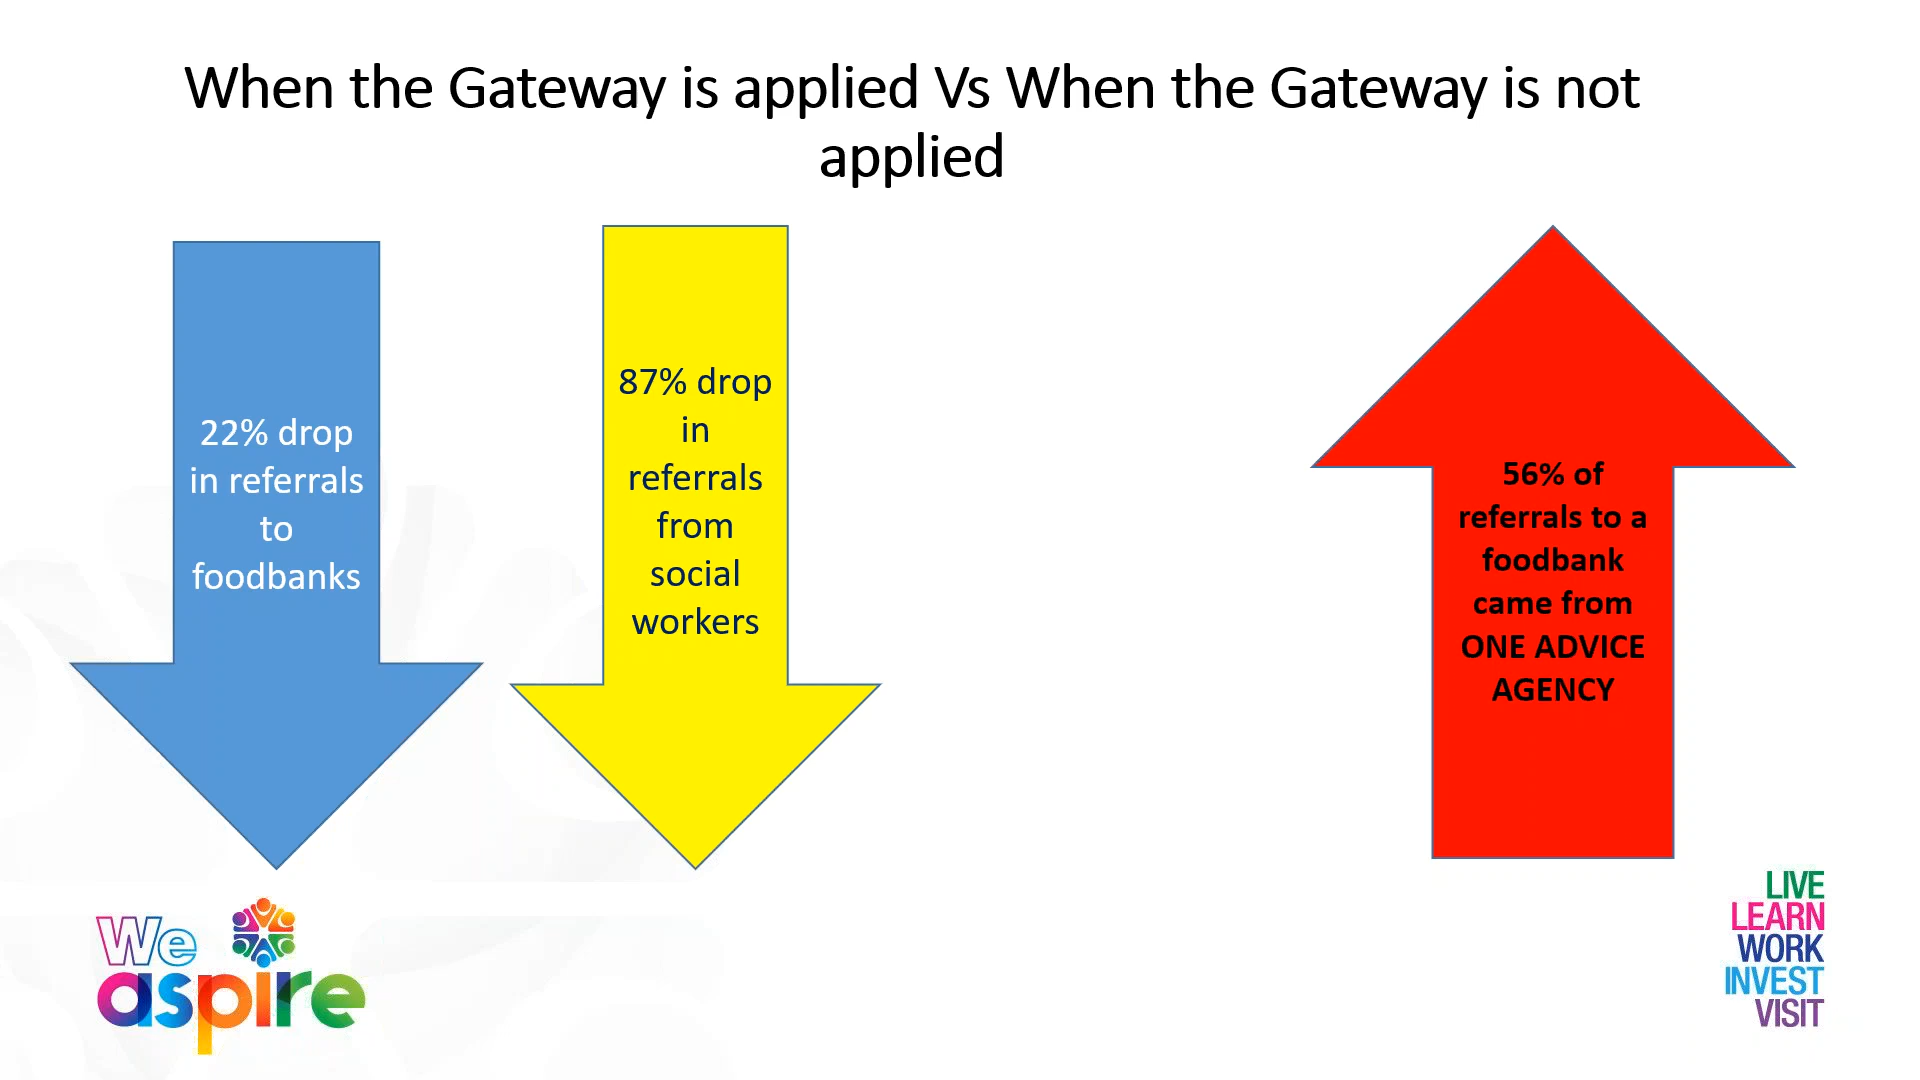 When the Gateway is applied Vs When the Gateway is not
applied
22% drop
in referrals
to
foodbanks
87% drop
in
referrals
from
social
workers
56% of
referrals to a
foodbank
came from
ONE ADVICE
AGENCY
We
aspire
LIVE
LEARN
WORK
INVEST
VISIT